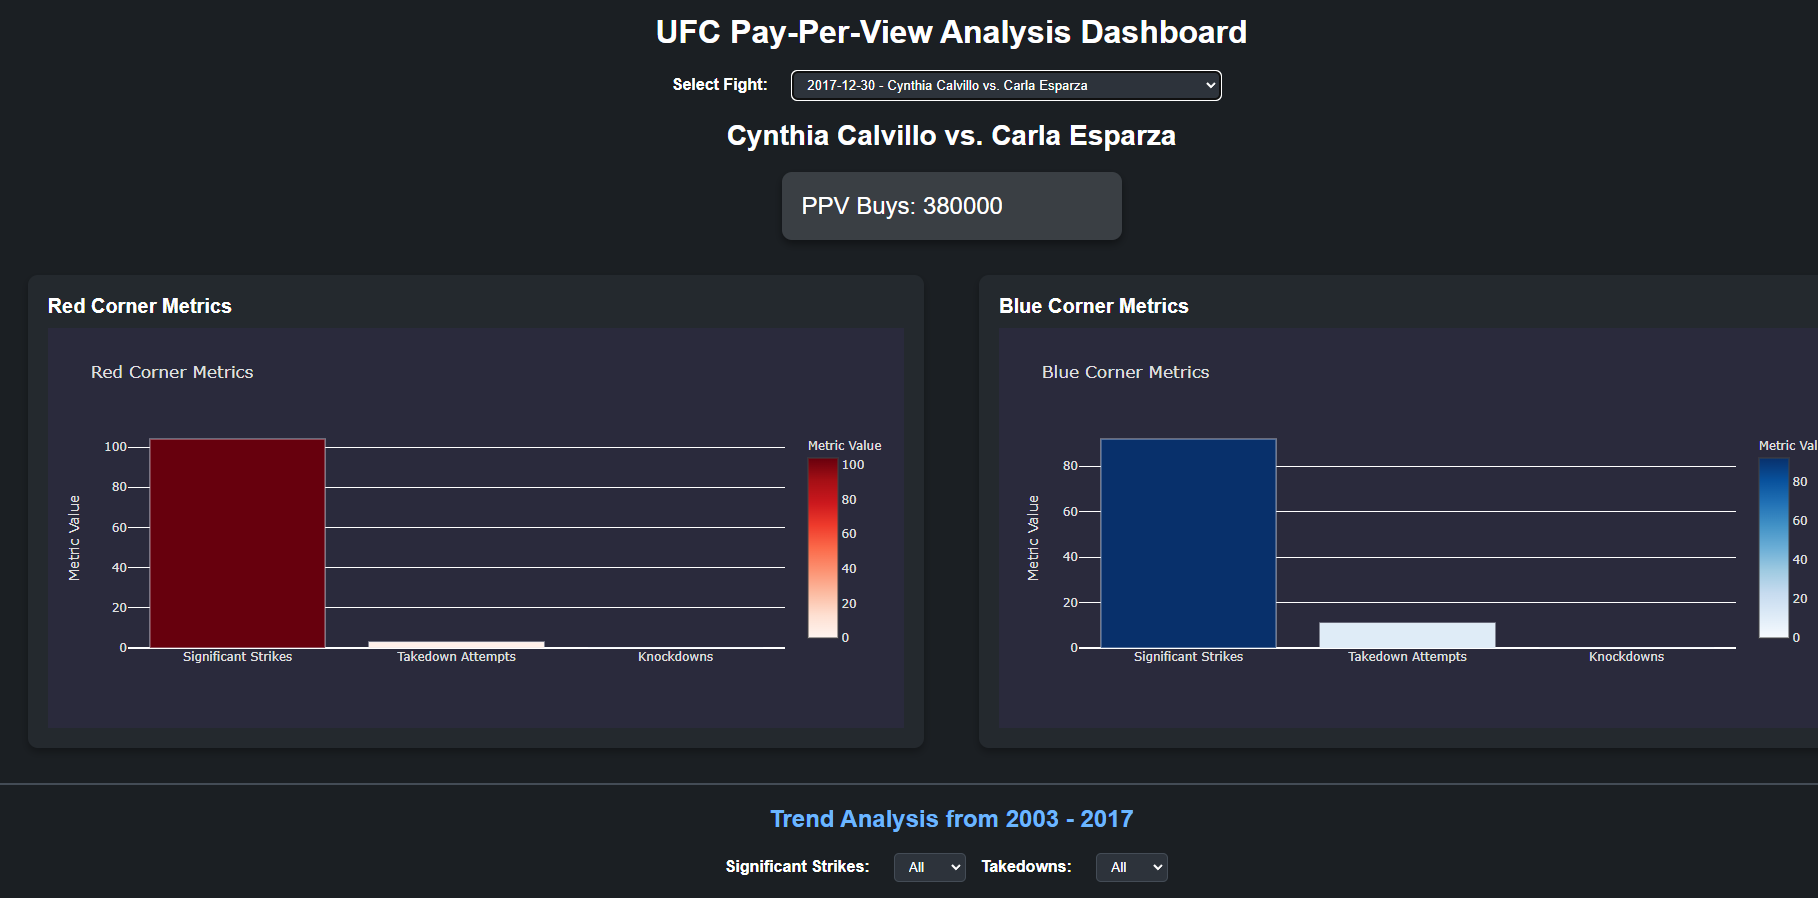 UFC Pay-Per-View Analysis Dashboard
Select Fight: 2017-12-30 - Cynthia Calvillo vs. Carla Esparza
Cynthia Calvillo vs. Carla Esparza
PPV Buys: 380000
Red Corner Metrics
Red Corner Metrics
Metric Value
100
80
60
40
20
0
Significant Strikes Takedown Attempts Knockdowns
Metric Value
100
80
60
40
20
0
Blue Corner Metrics
Blue Corner Metrics
Metric Value
80
60
40
20
0
Significant Strikes Takedown Attempts Knockdowns
Metric Val
80
60
40
20
0
Trend Analysis from 2003 - 2017
Significant Strikes: All Takedowns: All